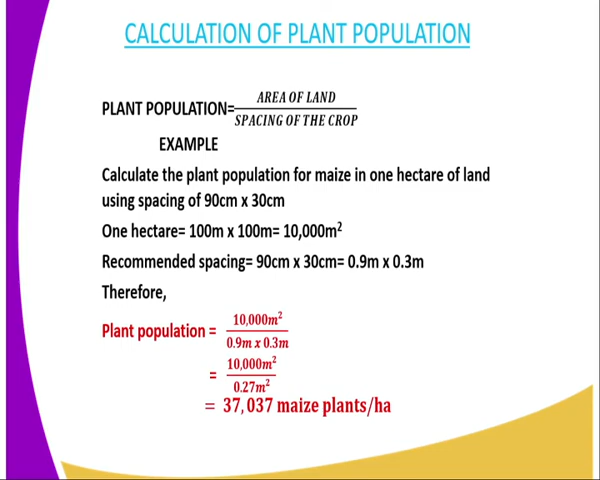 CALCULATION OF PLANT POPULATION
PLANT POPULATION= AREA OF LAND / SPACING OF THE CROP
EXAMPLE
Calculate the plant population for maize in one hectare of land
using spacing of 90cm x 30cm
One hectare= 100m x 100m= 10,000m²
Recommended spacing= 90cm x 30cm= 0.9m x 0.3m
Therefore,
Plant population = 10,000m² / 0.9m x 0.3m
= 10,000m² / 0.27m²
= 37,037 maize plants/ha